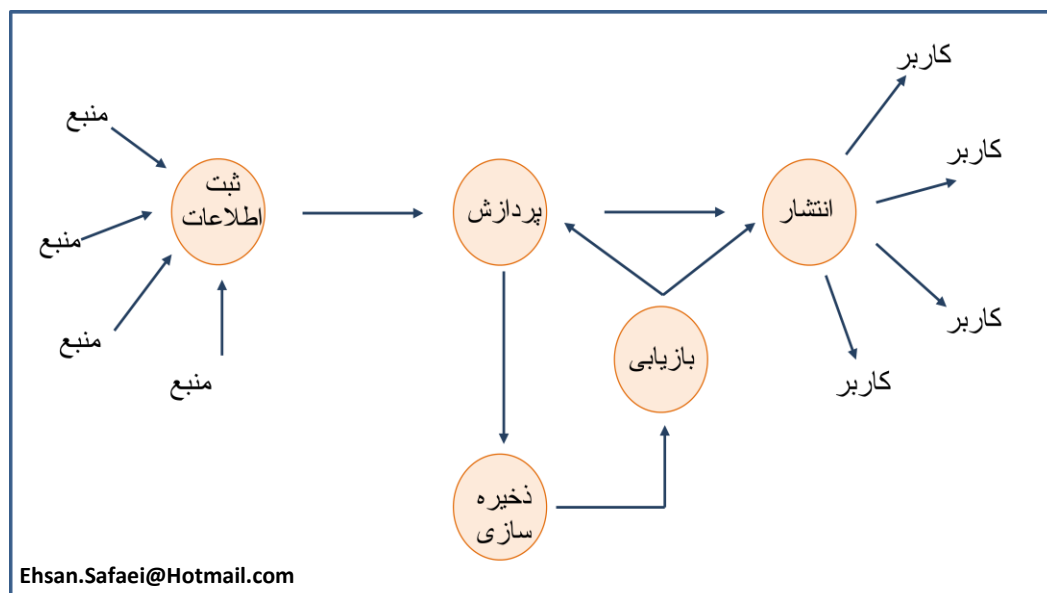 کاربر
منبع
کاربر
ثبت
اطلاعات
پردازش
انتشار
منبع
کاربر
منبع
بازیابی
منبع
کاربر
ذخیره
سازی
Ehsan.Safaei@Hotmail.com